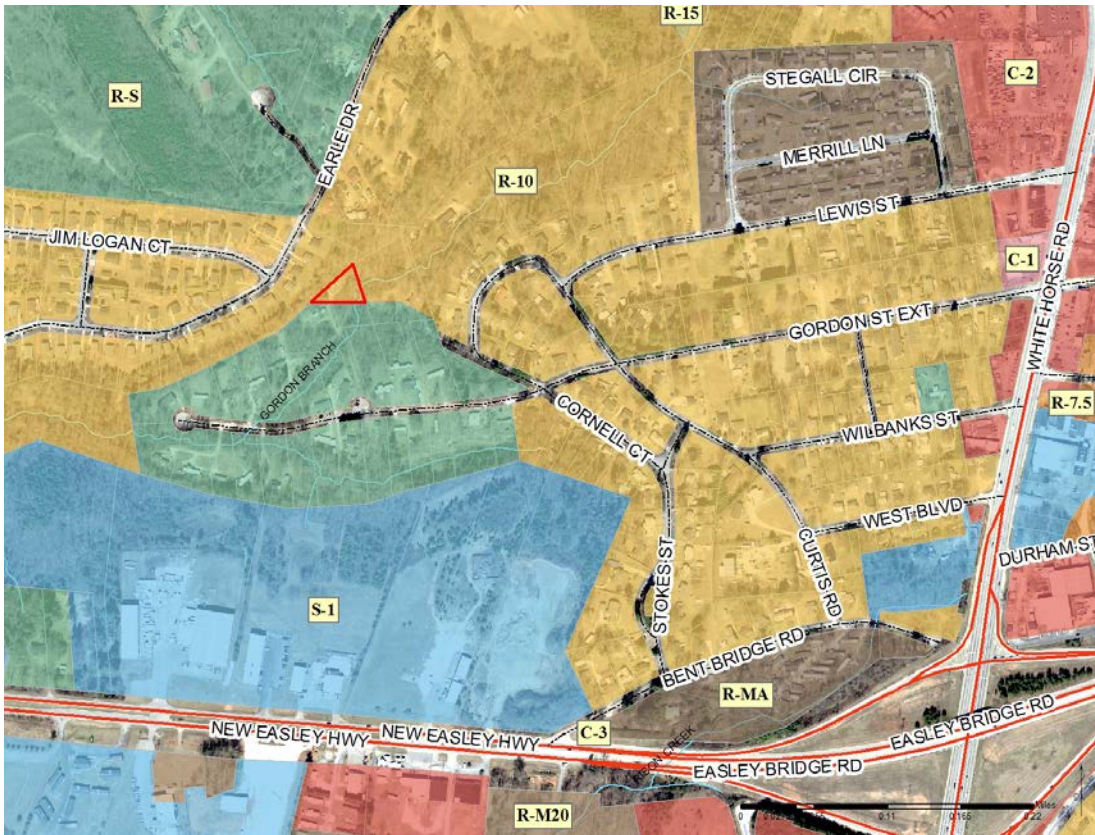 R-15
C-2
R-S
STEGALL CIR
EARLE DR
MERRILL LN
R-10
LEWIS ST
JIM LOGAN CT
C-1
WHITE HORSE RD
GORDON ST EXT
GORDON BRANCH
R-7.5
CORNELL CT
WILBANKS ST
WEST BLVD
DURHAM ST
CURTIS RD
STOKES ST
S-1
BENT BRIDGE RD
R-MA
NEW EASLEY HWY
NEW EASLEY HWY
C-3
EASLEY BRIDGE RD
EASLEY BRIDGE RD
CREEK
Miles
0
0.11
0.165
0.22
R-M20